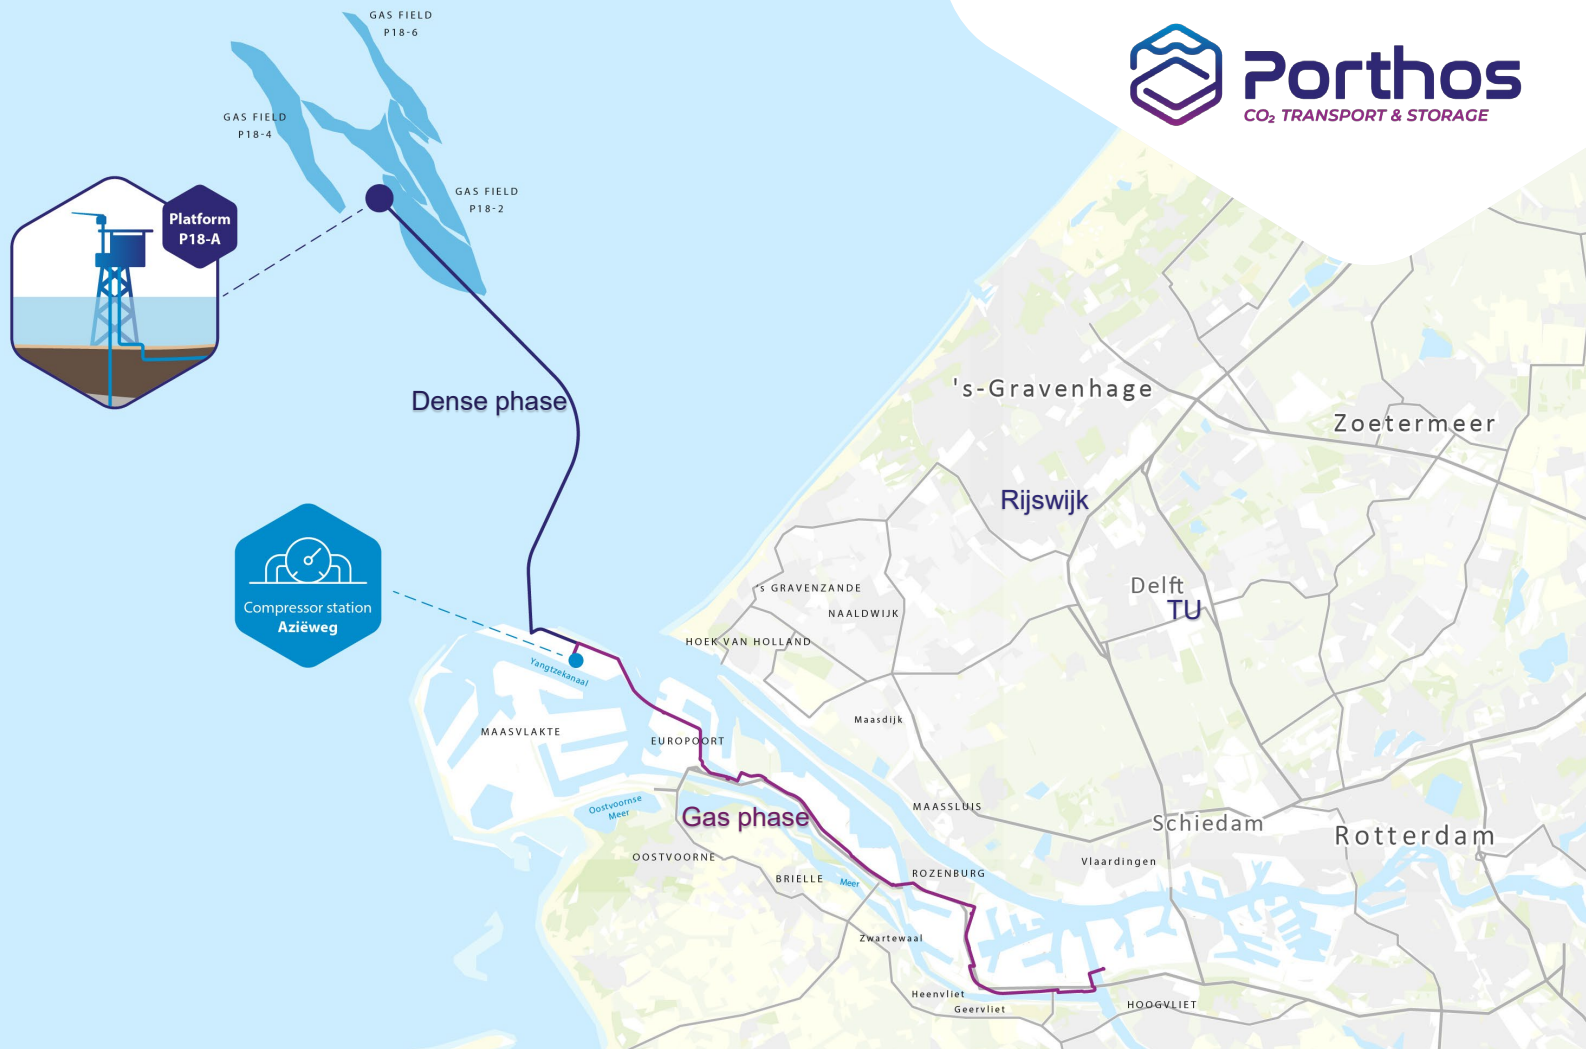 GAS FIELD
P18-6
Porthos
CO₂ TRANSPORT & STORAGE
GAS FIELD
P18-4
GAS FIELD
P18-2
Platform
P18-A
Dense phase
's-Gravenhage
Zoetermeer
Rijswijk
Compressor station
Aziëweg
Delft
TU
's GRAVENZANDE
NAALDWIJK
HOEK VAN HOLLAND
Yangtzekanaal
MAASVLAKTE
EUROPOORT
Maasdijk
Oostvoornse
Meer
Gas phase
MAASSLUIS
Schiedam
Rotterdam
OOSTVOORNE
Vlaardingen
BRIELLE
Meer
ROZENBURG
Zwartewaal
Heenvliet
Geervliet
HOOGVLIET